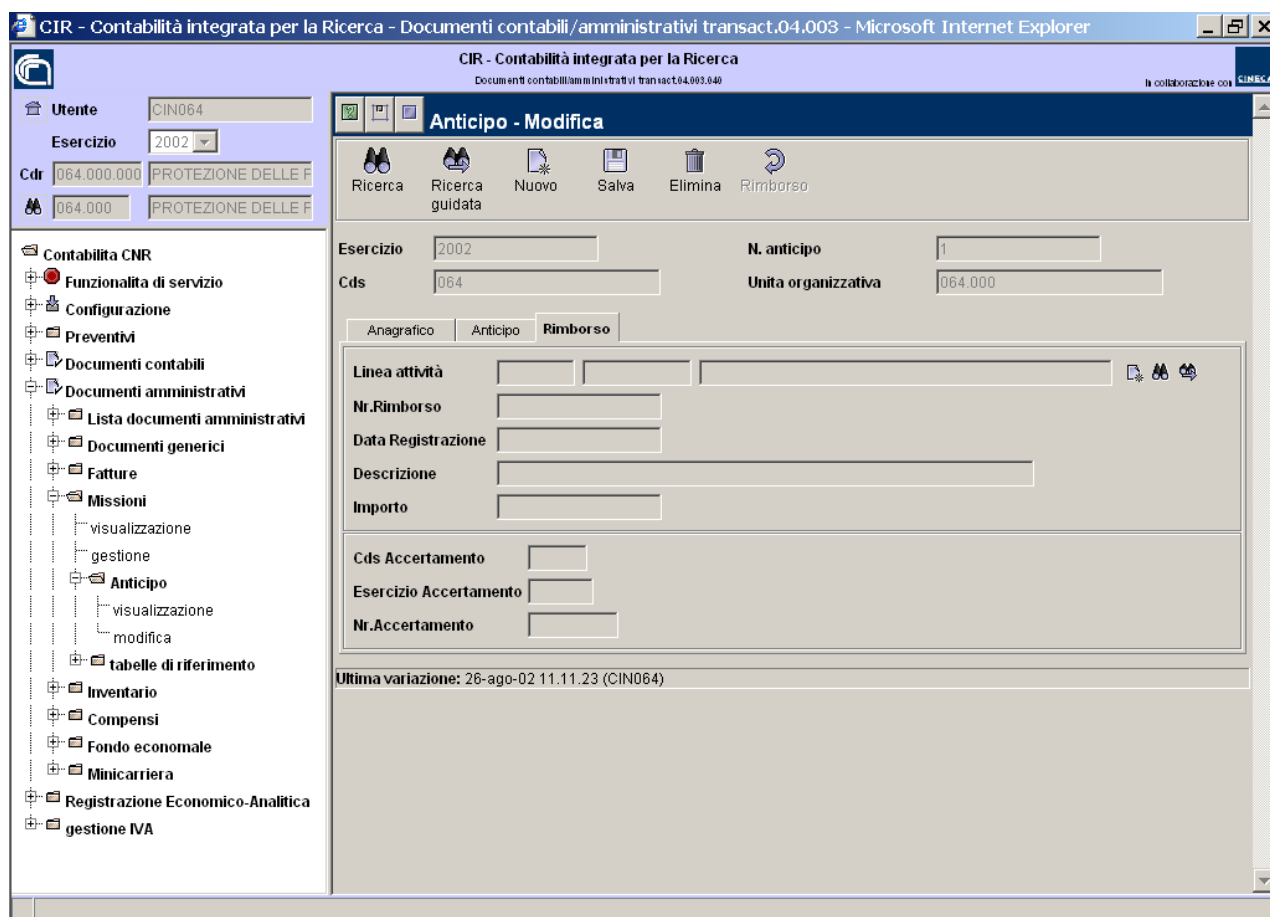 CIR - Contabilità integrata per la Ricerca - Documenti contabili/amministrativi transact.04.003 - Microsoft Internet Explorer
CIR - Contabilità integrata per la Ricerca
Documenti contabili/amministrativi transact.04.003.040
In collaborazione con CINECA
Utente CIN064
Esercizio 2002
Cdr 064.000.000 PROTEZIONE DELLE F
064.000 PROTEZIONE DELLE F
Contabilita CNR
Funzionalita di servizio
Configurazione
Preventivi
Documenti contabili
Documenti amministrativi
Lista documenti amministrativi
Documenti generici
Fatture
Missioni
visualizzazione
gestione
Anticipo
visualizzazione
modifica
tabelle di riferimento
Inventario
Compensi
Fondo economale
Minicarriera
Registrazione Economico-Analitica
gestione IVA
Anticipo - Modifica
Ricerca
Ricerca guidata
Nuovo
Salva
Elimina
Rimborso
Esercizio 2002 N. anticipo 1
Cds 064 Unita organizzativa 064.000
Anagrafico Anticipo Rimborso
Linea attività
Nr.Rimborso
Data Registrazione
Descrizione
Importo
Cds Accertamento
Esercizio Accertamento
Nr.Accertamento
Ultima variazione: 26-ago-02 11.11.23 (CIN064)